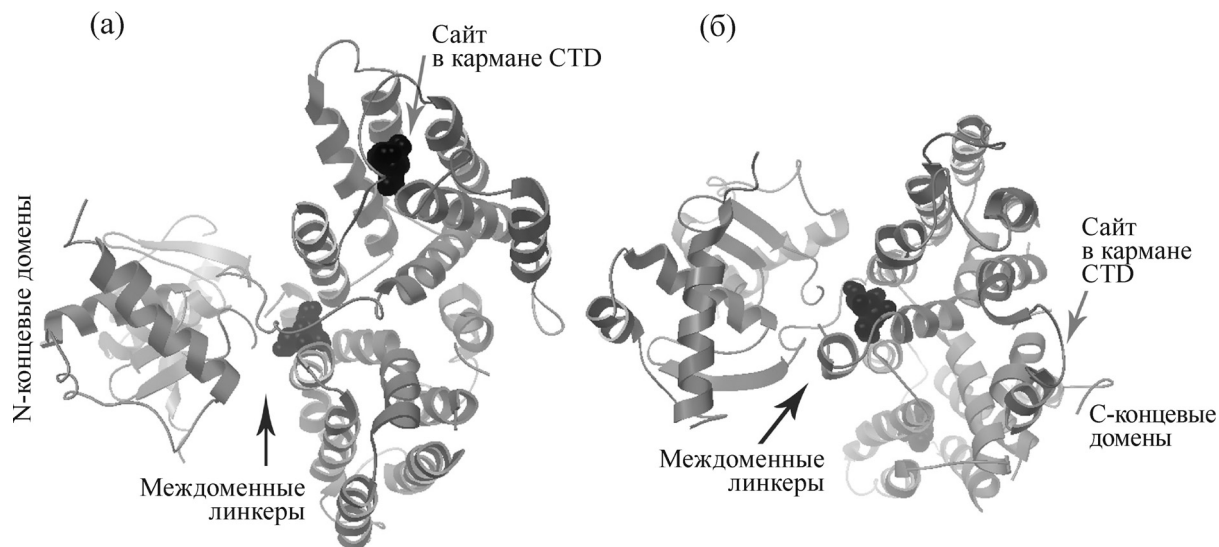 (а)
Сайт
в кармане CTD
N-концевые домены
Междоменные
линкеры
(б)
Сайт
в кармане
CTD
С-концевые
домены
Междоменные
линкеры